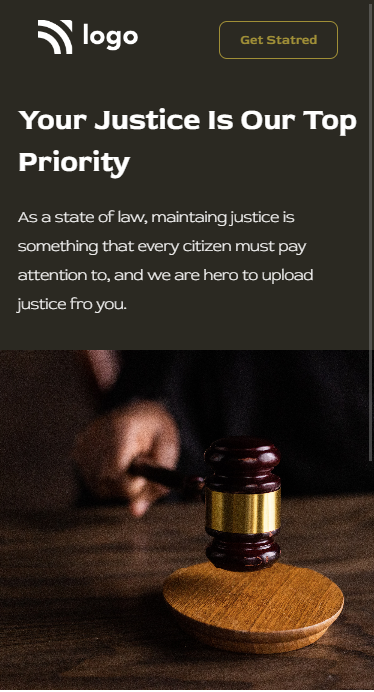 logo
Get Statred
Your Justice Is Our Top
Priority
As a state of law, maintaing justice is
something that every citizen must pay
attention to, and we are hero to upload
justice fro you.